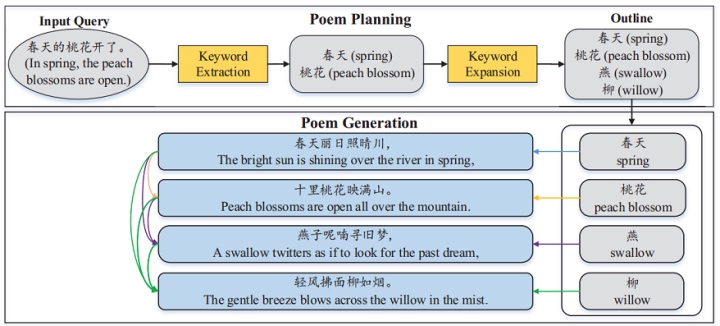 Poem Planning
Input Query
春天的桃花开了。
(In spring, the peach
blossoms are open.)
Keyword
Extraction
春天 (spring)
桃花 (peach blossom)
Keyword
Expansion
Outline
春天 (spring)
桃花 (peach blossom)
燕 (swallow)
柳 (willow)
Poem Generation
春天丽日照晴川，
The bright sun is shining over the river in spring,
春天
spring
十里桃花映满山。
Peach blossoms are open all over the mountain.
桃花
peach blossom
燕子呢喃寻旧梦，
A swallow twitters as if to look for the past dream,
燕
swallow
轻风拂面柳如烟。
The gentle breeze blows across the willow in the mist.
柳
willow